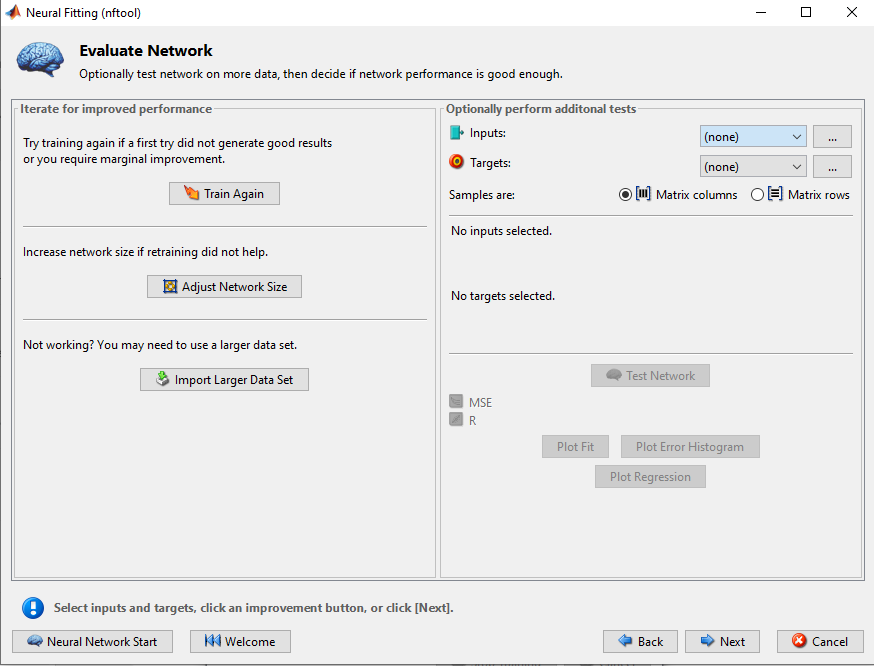 Neural Fitting (nftool)
Evaluate Network
Optionally test network on more data, then decide if network performance is good enough.
Iterate for improved performance
Try training again if a first try did not generate good results
or you require marginal improvement.
Train Again
Increase network size if retraining did not help.
Adjust Network Size
Not working? You may need to use a larger data set.
Import Larger Data Set
Optionally perform additonal tests
Inputs: (none) ...
Targets: (none) ...
Samples are: Matrix columns Matrix rows
No inputs selected.
No targets selected.
Test Network
MSE
R
Plot Fit Plot Error Histogram
Plot Regression
Select inputs and targets, click an improvement button, or click [Next].
Neural Network Start Welcome Back Next Cancel